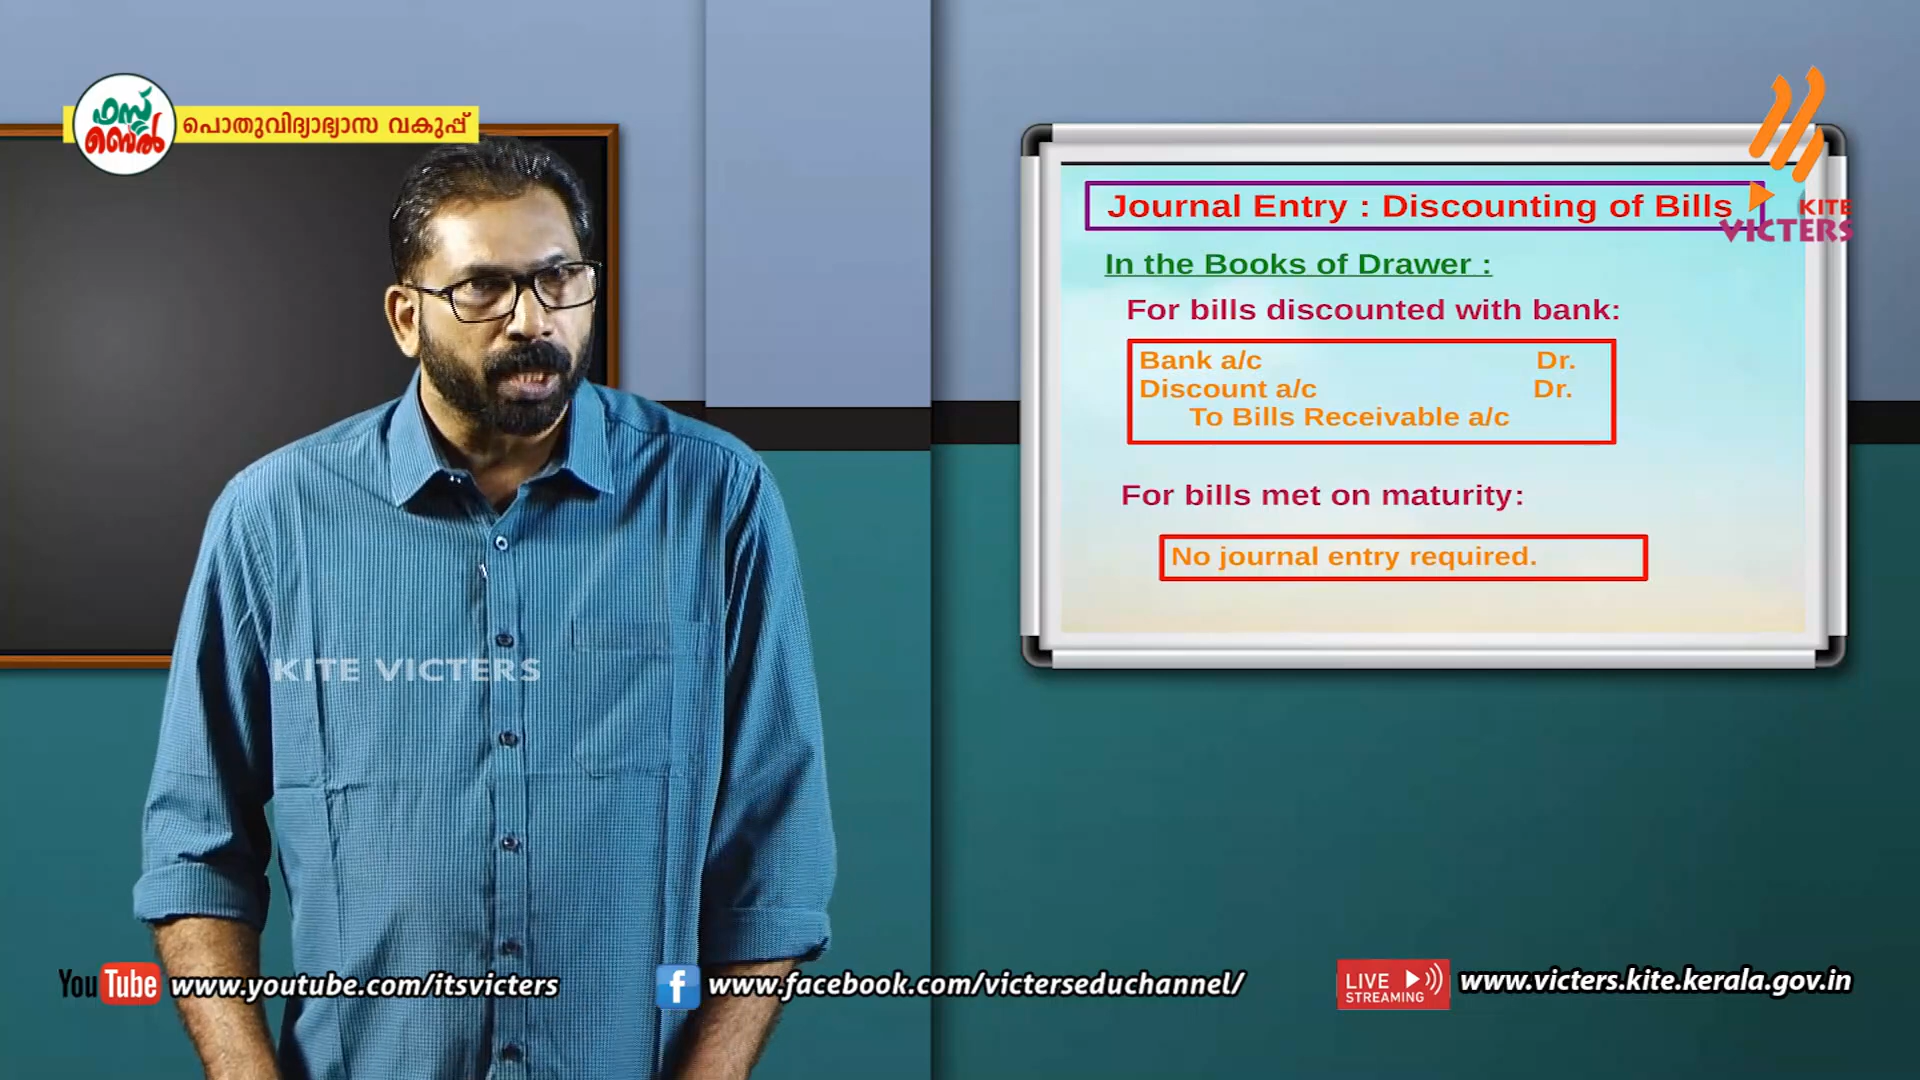 ഫസ്റ്റ്
ബെൽ
പൊതുവിദ്യാഭ്യാസ വകുപ്പ്
KITE
VICTERS
Journal Entry : Discounting of Bills
In the Books of Drawer :
For bills discounted with bank:
Bank a/c Dr.
Discount a/c Dr.
To Bills Receivable a/c
For bills met on maturity:
No journal entry required.
KITE VICTERS
YouTube www.youtube.com/itsvicters
f www.facebook.com/victerseduchannel/
LIVE
STREAMING
www.victers.kite.kerala.gov.in